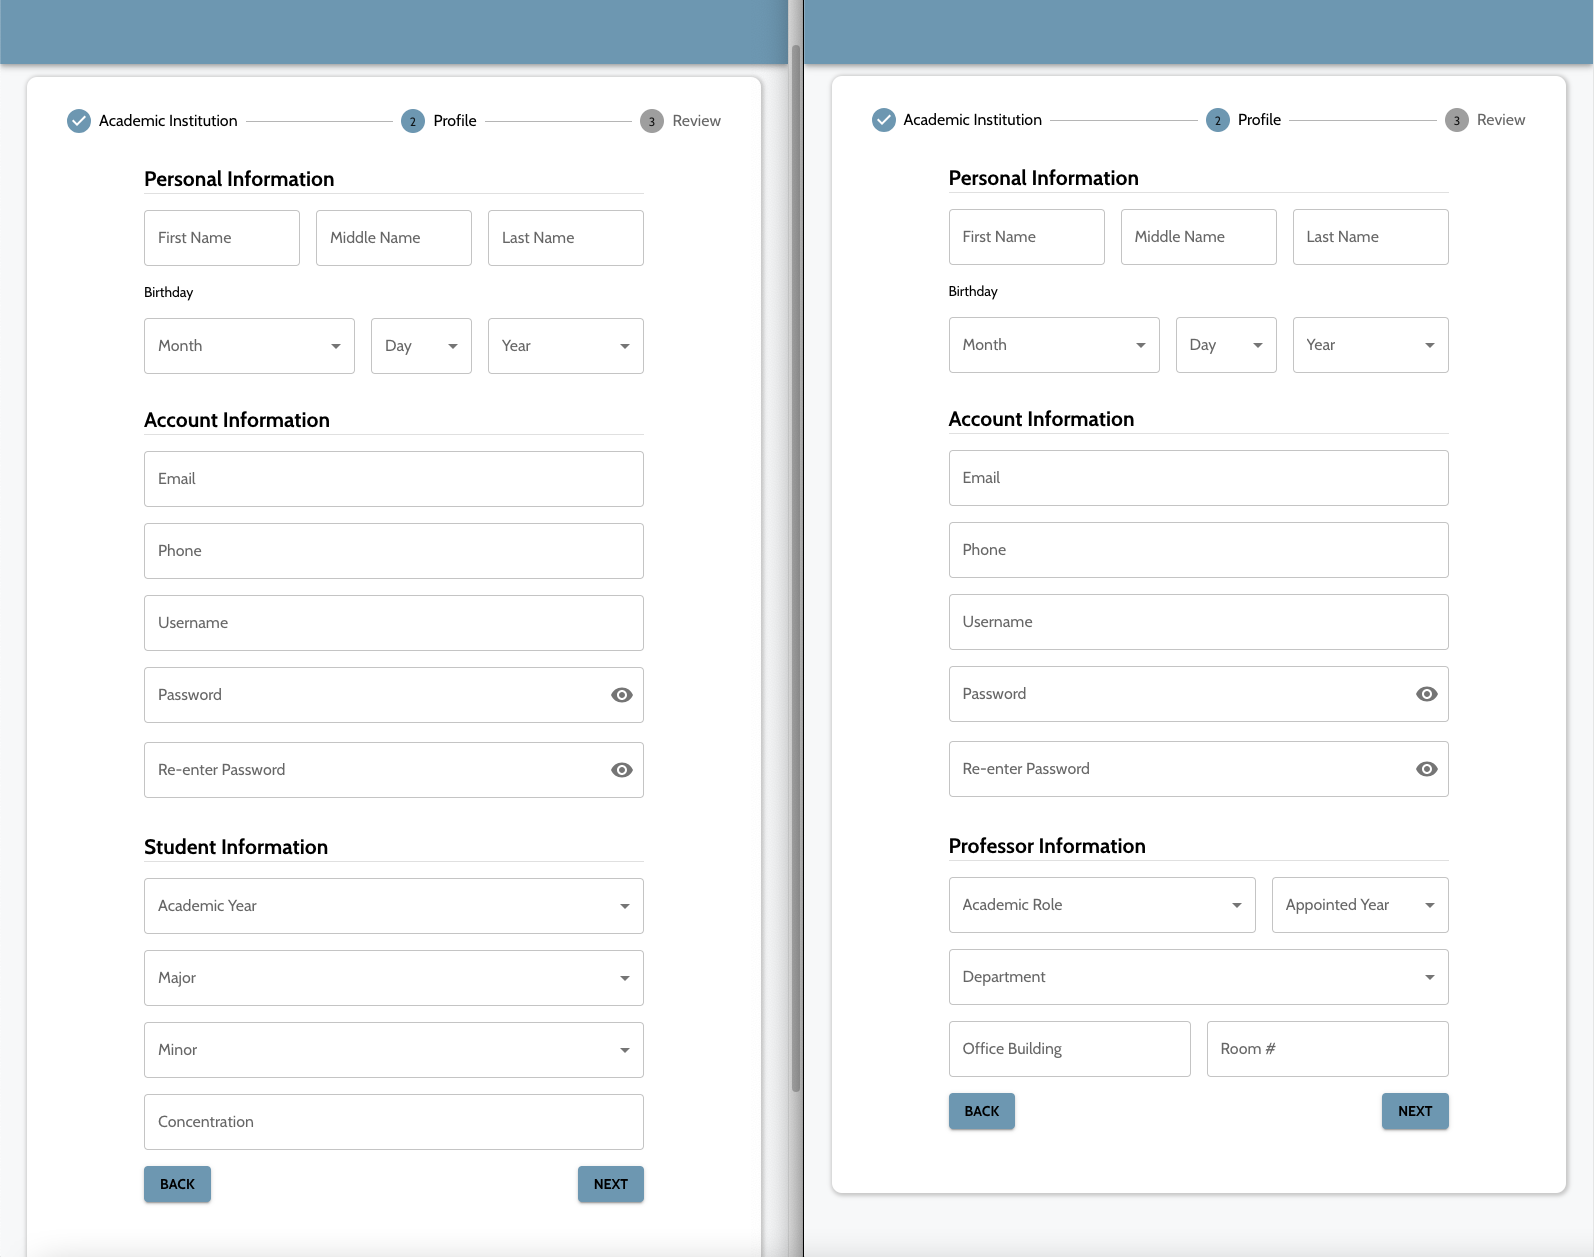 Academic Institution 2 Profile 3 Review
Personal Information
First Name Middle Name Last Name
Birthday
Month Day Year
Account Information
Email
Phone
Username
Password
Re-enter Password
Student Information
Academic Year
Major
Minor
Concentration
BACK NEXT
Academic Institution 2 Profile 3 Review
Personal Information
First Name Middle Name Last Name
Birthday
Month Day Year
Account Information
Email
Phone
Username
Password
Re-enter Password
Professor Information
Academic Role Appointed Year
Department
Office Building Room #
BACK NEXT